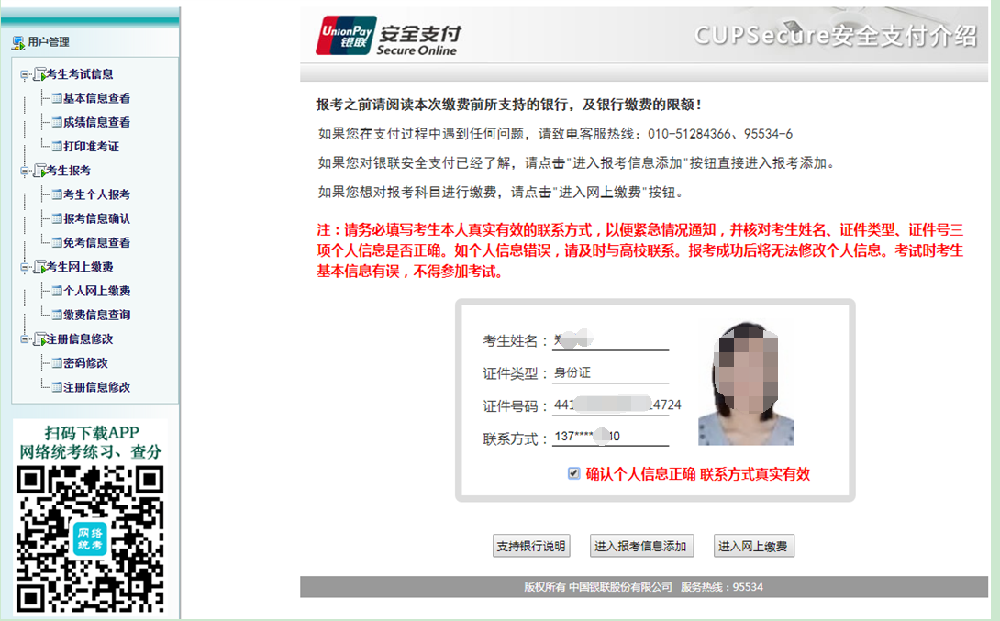 用户管理
考生考试信息
基本信息查看
成绩信息查看
打印准考证
考生报考
考生个人报考
报考信息确认
免考信息查看
考生网上缴费
个人网上缴费
缴费信息查询
注册信息修改
密码修改
注册信息修改
扫码下载APP
网络统考练习、查分
网络
统考
UnionPay
银联
安全支付
Secure Online
CUPSecure安全支付介绍
报考之前请阅读本次缴费前所支持的银行，及银行缴费的限额！
如果您在支付过程中遇到任何问题，请致电客服热线：010-51284366、95534-6
如果您对银联安全支付已经了解，请点击"进入报考信息添加"按钮直接进入报考添加。
如果您想对报考科目进行缴费，请点击"进入网上缴费"按钮。
注：请务必填写考生本人真实有效的联系方式，以便紧急情况通知，并核对考生姓名、证件类型、证件号三
项个人信息是否正确。如个人信息错误，请及时与高校联系。报考成功后将无法修改个人信息。考试时考生
基本信息有误，不得参加考试。
考生姓名：
证件类型：身份证
证件号码：441 4724
联系方式：137**** 40
确认个人信息正确 联系方式真实有效
支持银行说明 进入报考信息添加 进入网上缴费
版权所有 中国银联股份有限公司 服务热线：95534